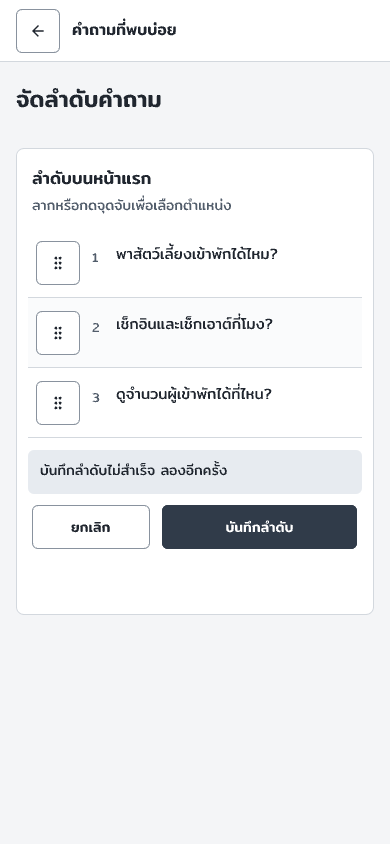 คำถามที่พบบ่อย
จัดลำดับคำถาม
ลำดับบนหน้าแรก
ลากหรือกดจุดจับเพื่อเลือกตำแหน่ง
1 พาสัตว์เลี้ยงเข้าพักได้ไหม?
2 เช็กอินและเช็กเอาต์กี่โมง?
3 ดูจำนวนผู้เข้าพักได้ที่ไหน?
บันทึกลำดับไม่สำเร็จ ลองอีกครั้ง
ยกเลิก บันทึกลำดับ